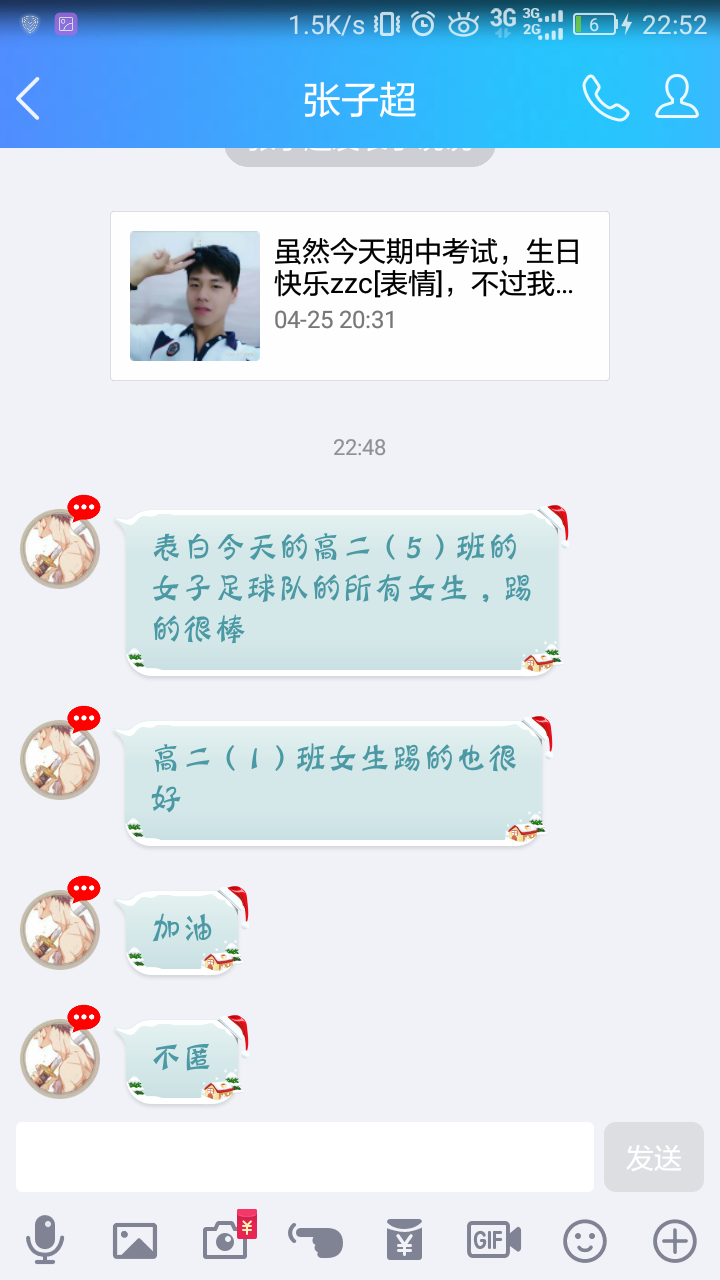 1.5K/s 3G 3G 2G 6 22:52
张子超
虽然今天期中考试，生日
快乐zzc[表情]，不过我...
04-25 20:31
22:48
表白今天的高二（5）班的
女子足球队的所有女生，踢
的很棒
高二（1）班女生踢的也很
好
加油
不匿
发送
GIF